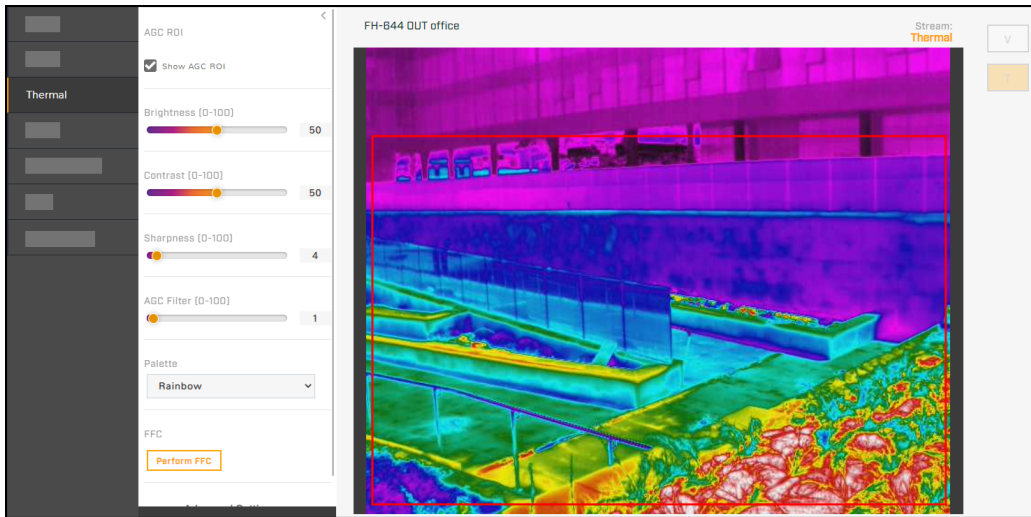 Thermal
AGC ROI
Show AGC ROI
Brightness (0-100)
50
Contrast (0-100)
50
Sharpness (0-100)
4
AGC Filter (0-100)
1
Palette
Rainbow
FFC
Perform FFC
FH-644 OUT office
Stream:
Thermal
V
T